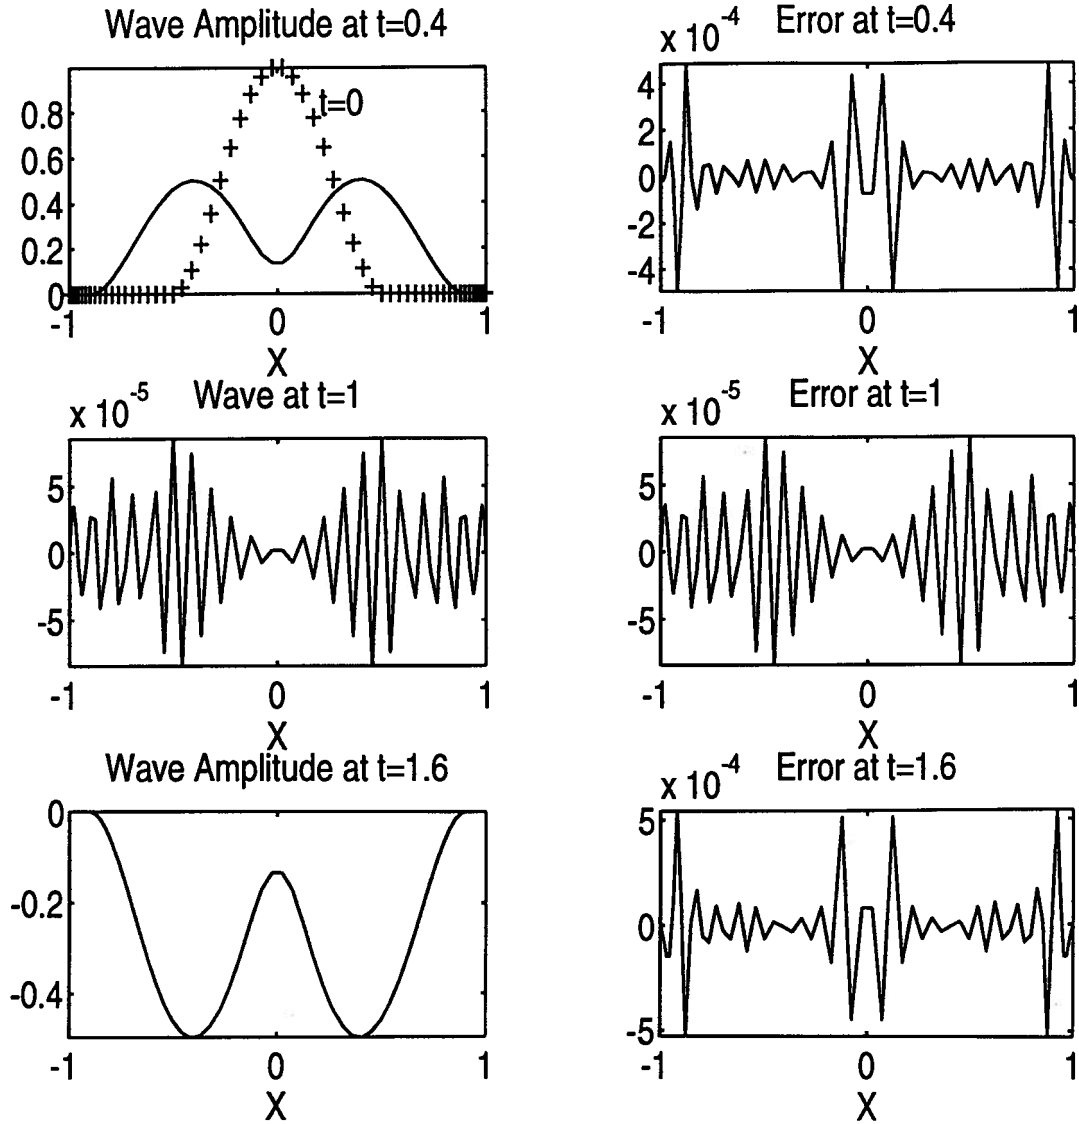 Wave Amplitude at t=0.4
t=0
0.8
0.6
0.4
0.2
0
-1 0 1
X
x 10^-4 Error at t=0.4
4
2
0
-2
-4
-1 0 1
X
x 10^-5 Wave at t=1
5
0
-5
-1 0 1
X
x 10^-5 Error at t=1
5
0
-5
-1 0 1
X
Wave Amplitude at t=1.6
0
-0.2
-0.4
-1 0 1
X
x 10^-4 Error at t=1.6
5
0
-5
-1 0 1
X